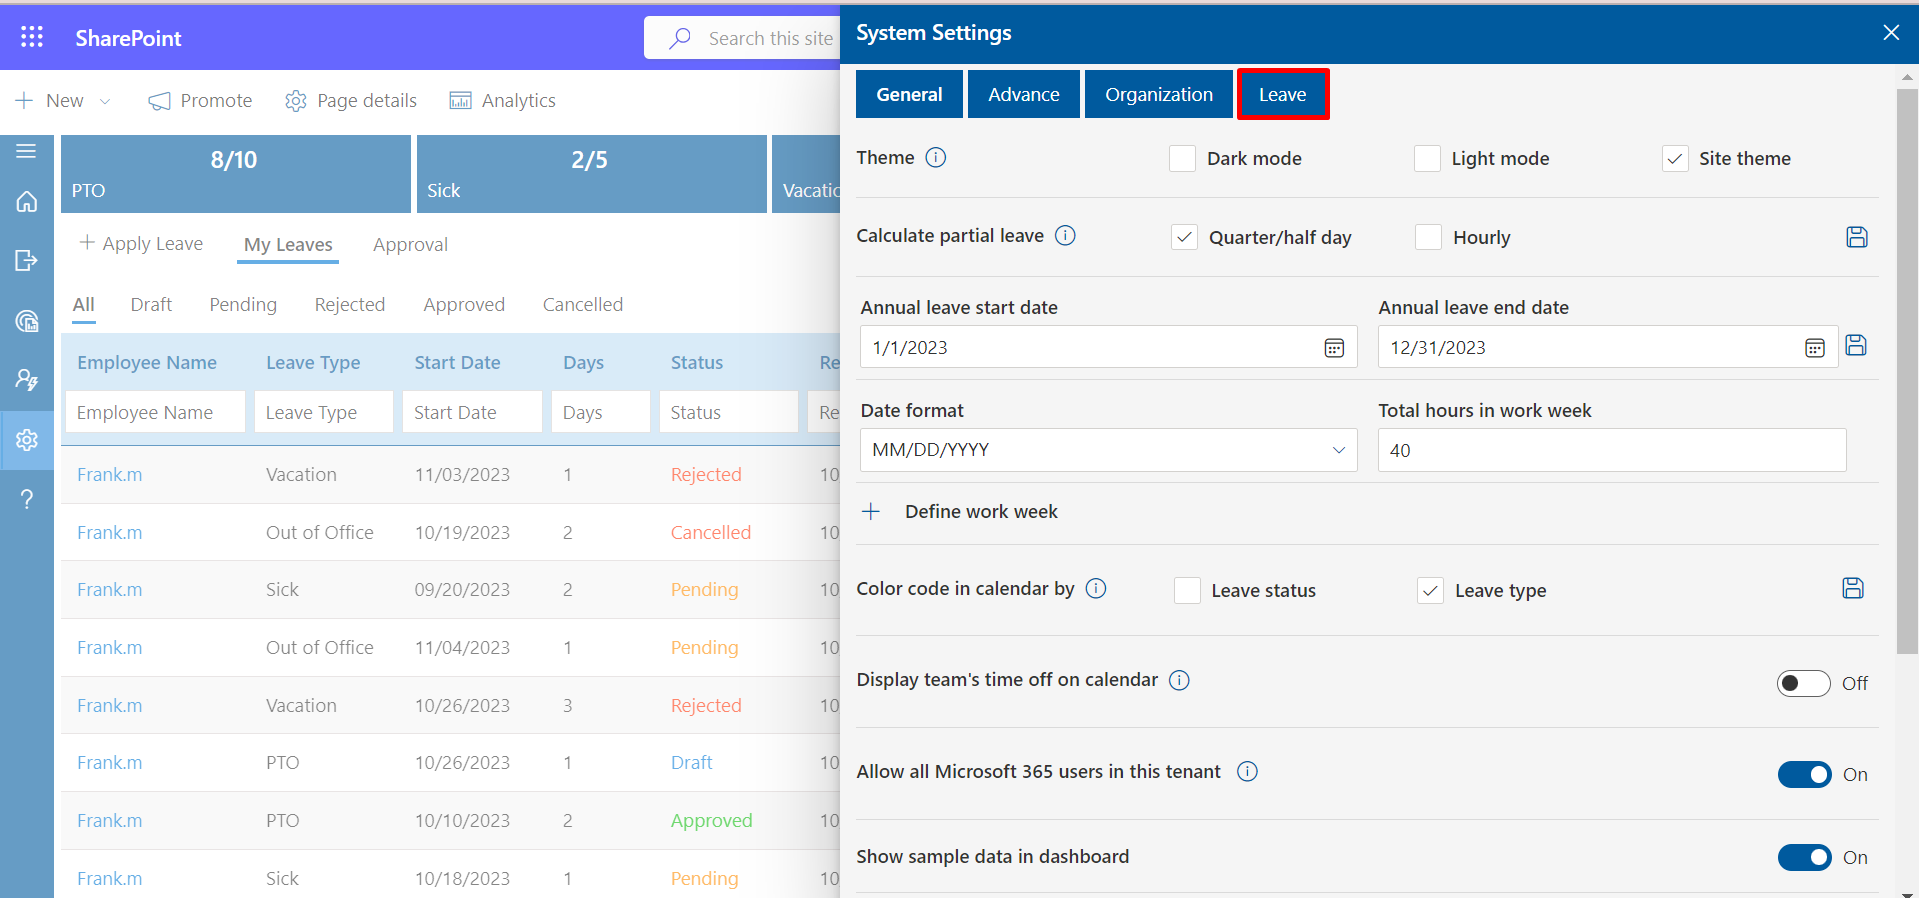 SharePoint
Search this site
New
Promote
Page details
Analytics
8/10
PTO
2/5
Sick
Apply Leave
My Leaves
Approval
All
Draft
Pending
Rejected
Approved
Cancelled
Employee Name Leave Type Start Date Days Status
Employee Name Leave Type Start Date Days Status
Frank.m Vacation 11/03/2023 1 Rejected 10
Frank.m Out of Office 10/19/2023 2 Cancelled 10
Frank.m Sick 09/20/2023 2 Pending 10
Frank.m Out of Office 11/04/2023 1 Pending 10
Frank.m Vacation 10/26/2023 3 Rejected 10
Frank.m PTO 10/26/2023 1 Draft 10
Frank.m PTO 10/10/2023 2 Approved 10
Frank.m Sick 10/18/2023 1 Pending 10
System Settings
General
Advance
Organization
Leave
Theme
Dark mode
Light mode
Site theme
Calculate partial leave
Quarter/half day
Hourly
Annual leave start date
1/1/2023
Annual leave end date
12/31/2023
Date format
MM/DD/YYYY
Total hours in work week
40
Define work week
Color code in calendar by
Leave status
Leave type
Display team's time off on calendar
Off
Allow all Microsoft 365 users in this tenant
On
Show sample data in dashboard
On